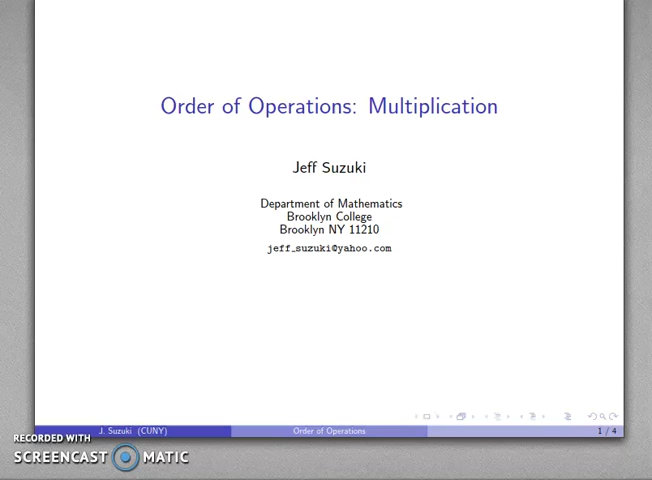 Order of Operations: Multiplication
Jeff Suzuki
Department of Mathematics
Brooklyn College
Brooklyn NY 11210
jeff_suzuki@yahoo.com
J. Suzuki (CUNY)
Order of Operations
1 / 4
RECORDED WITH
SCREENCAST MATIC